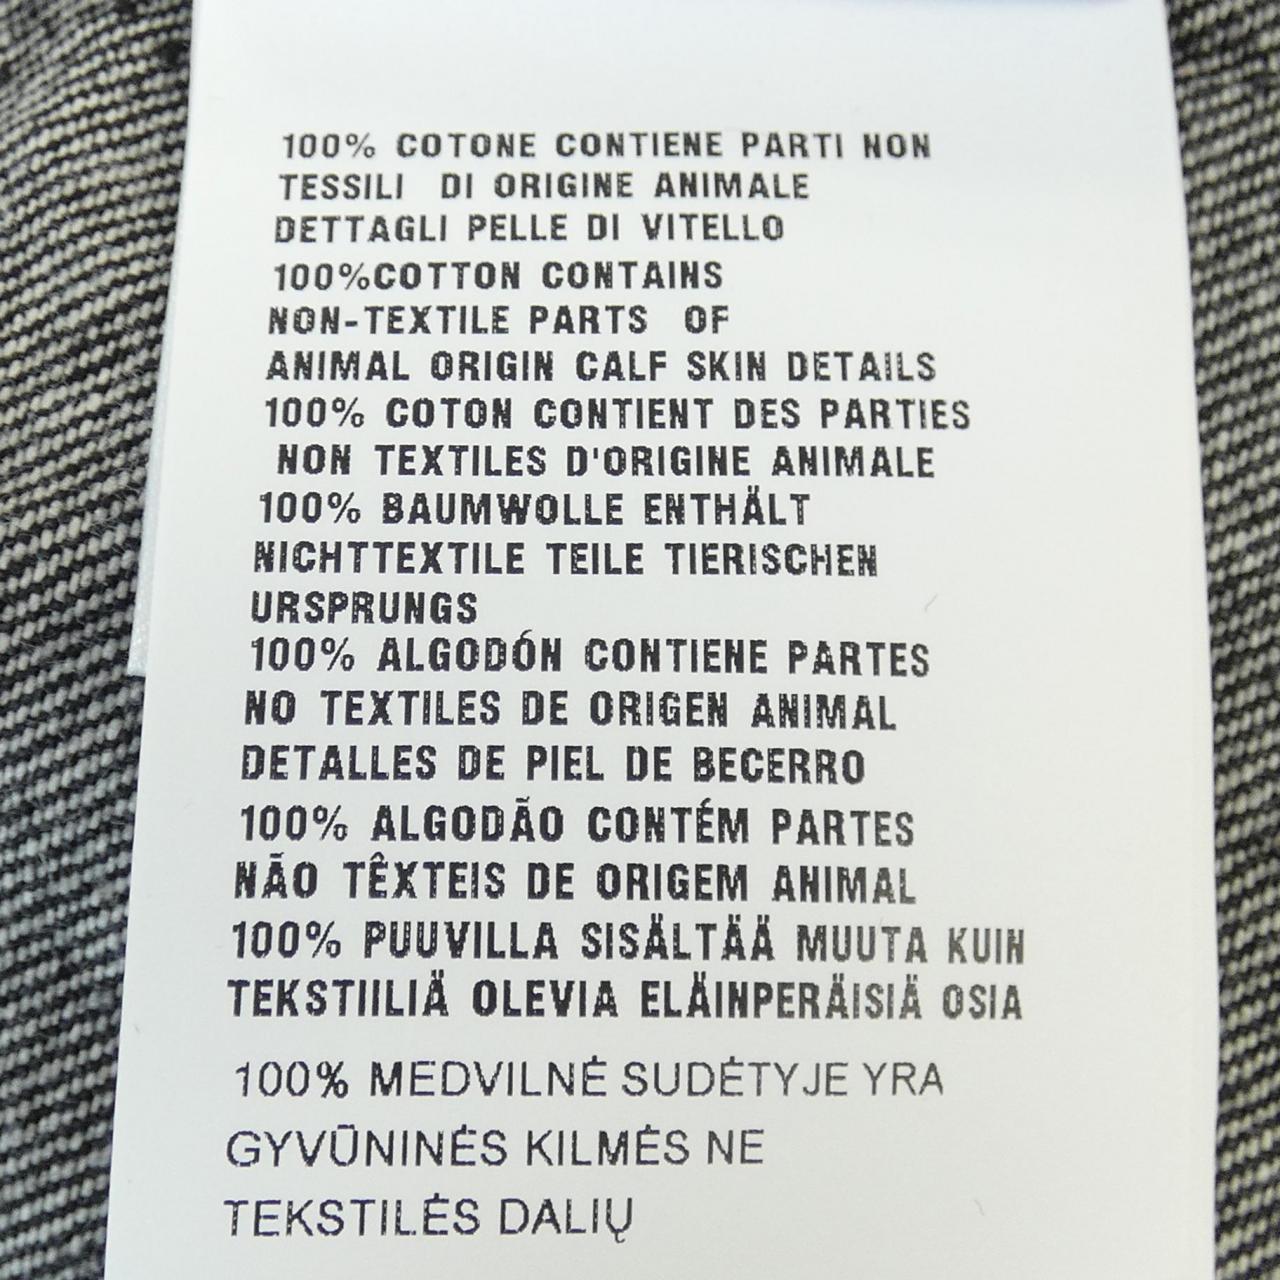 100% COTONE CONTIENE PARTI NON
TESSILI DI ORIGINE ANIMALE
DETTAGLI PELLE DI VITELLO
100%COTTON CONTAINS
NON-TEXTILE PARTS OF
ANIMAL ORIGIN CALF SKIN DETAILS
100% COTON CONTIENT DES PARTIES
NON TEXTILES D'ORIGINE ANIMALE
100% BAUMWOLLE ENTHÄLT
NICHTTEXTILE TEILE TIERISCHEN
URSPRUNGS
100% ALGODÓN CONTIENE PARTES
NO TEXTILES DE ORIGEN ANIMAL
DETALLES DE PIEL DE BECERRO
100% ALGODÃO CONTÉM PARTES
NÃO TÊXTEIS DE ORIGEM ANIMAL
100% PUUVILLA SISÄLTÄÄ MUUTA KUIN
TEKSTIILIÄ OLEVIA ELÄINPERÄISIÄ OSIA
100% MEDVILNĖ SUDĖTYJE YRA
GYVŪNINĖS KILMĖS NE
TEKSTILĖS DALIŲ